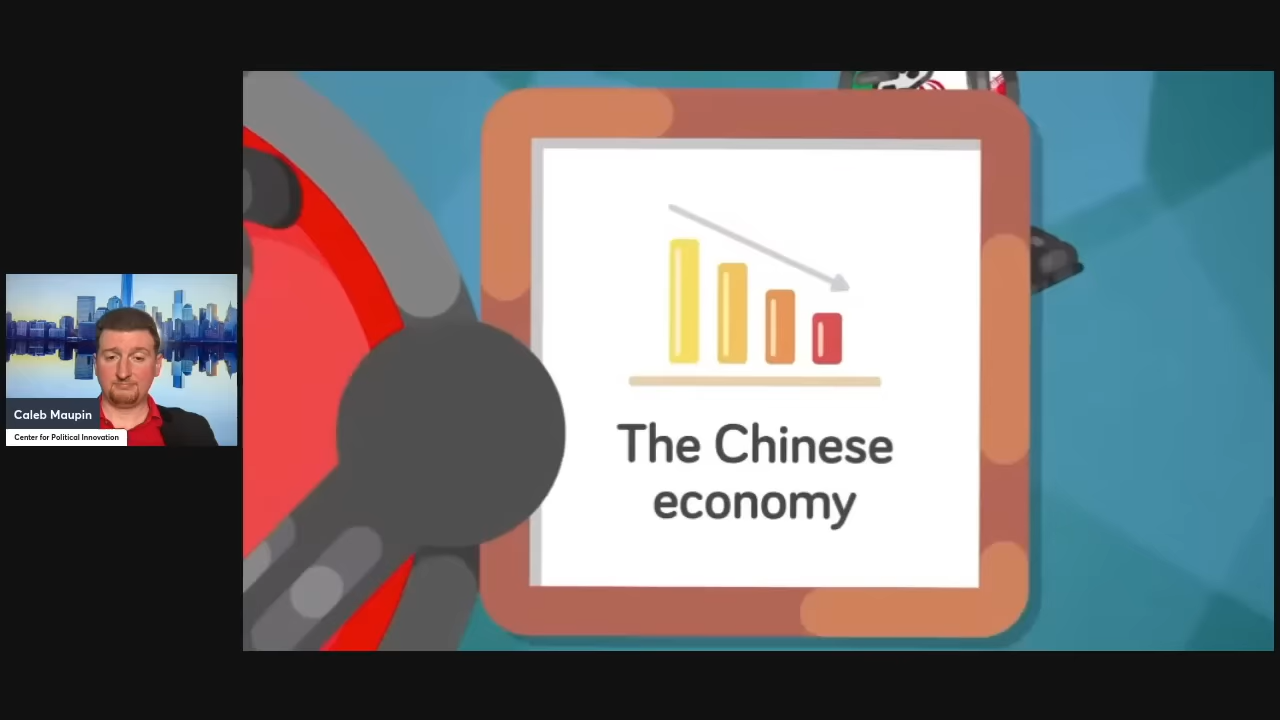 The Chinese
economy
Caleb Maupin
Center for Political Innovation